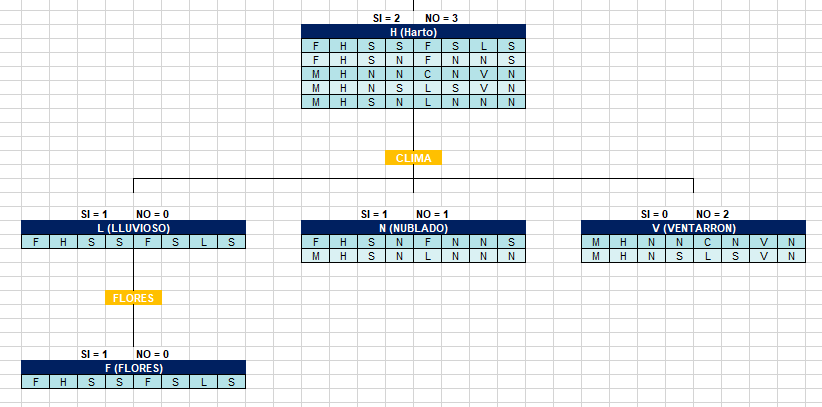 SI = 2 NO = 3
H (Harto)
F H S S F S L S
F H S N F N N S
M H N N C N V N
M H N S L S V N
M H S N L N N N
CLIMA
SI = 1 NO = 0
L (LLUVIOSO)
F H S S F S L S
SI = 1 NO = 1
N (NUBLADO)
F H S N F N N S
M H S N L N N N
SI = 0 NO = 2
V (VENTARRON)
M H N N C N V N
M H N S L S V N
FLORES
SI = 1 NO = 0
F (FLORES)
F H S S F S L S